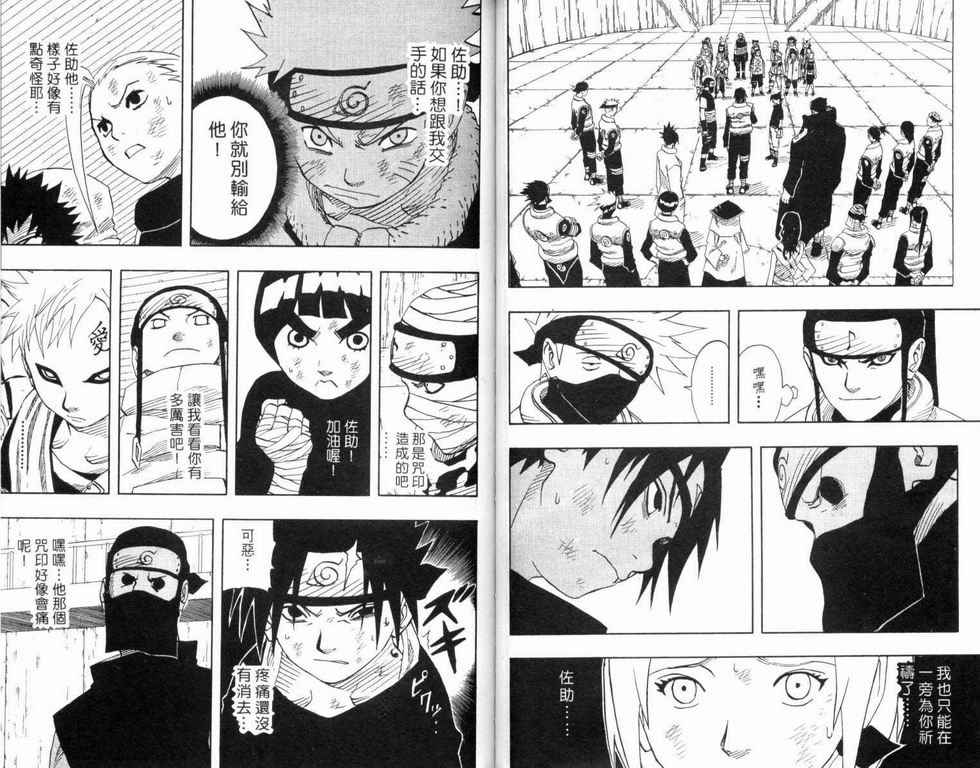 嘿
嘿
…
…………
我也只能在
一旁為你祈
禱了……
佐助……
佐助…！
如果你想跟我交
手的話…
你就別輸給
他！
佐助他……
樣子好像有
點奇怪耶…
那是咒印
造成的吧
佐助！
加油喔！
讓我看看你有
多厲害吧！
愛
…………
可惡…
ズキ
ピクッ…
疼痛還沒
有消去…
嘿嘿…他那個
咒印好像會痛
呢！